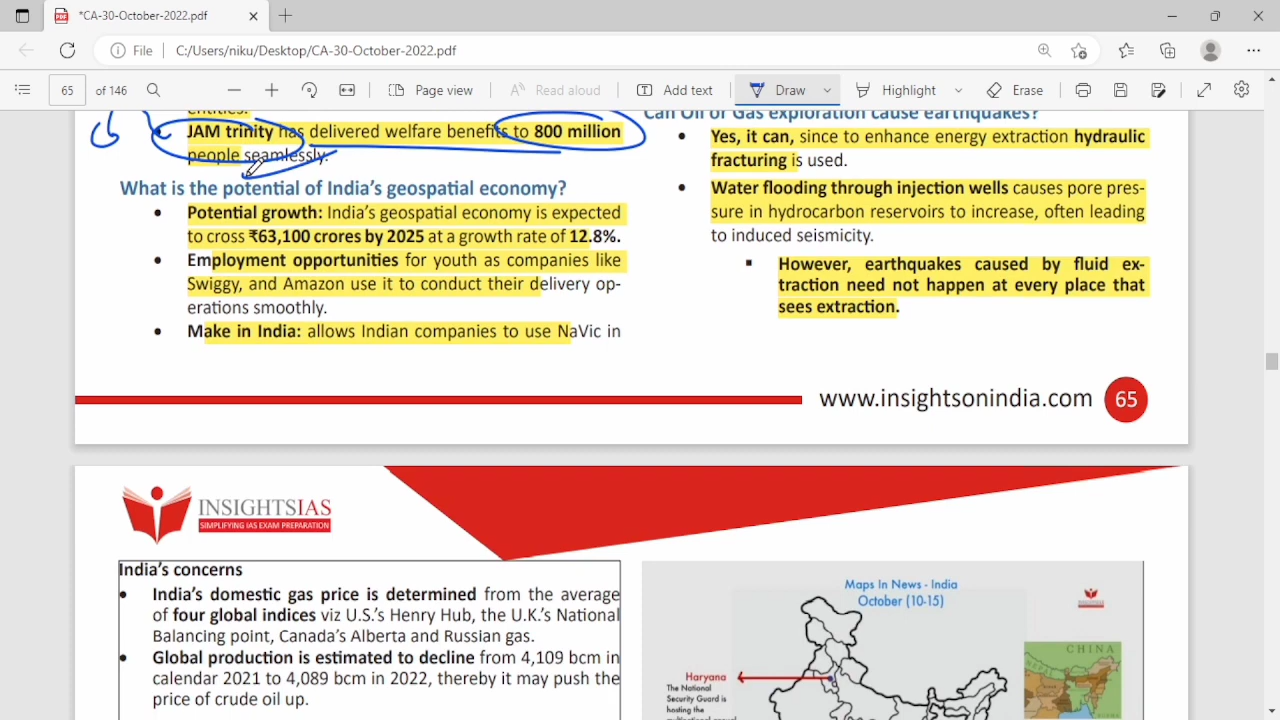 *CA-30-October-2022.pdf
File
C:/Users/niku/Desktop/CA-30-October-2022.pdf
65 of 146
Page view
Read aloud
Add text
Draw
Highlight
Erase
entities.
JAM trinity has delivered welfare benefits to 800 million
people seamlessly.
What is the potential of India's geospatial economy?
• Potential growth: India's geospatial economy is expected
to cross ₹63,100 crores by 2025 at a growth rate of 12.8%.
• Employment opportunities for youth as companies like
Swiggy, and Amazon use it to conduct their delivery op-
erations smoothly.
• Make in India: allows Indian companies to use NaVic in
Can Oil or Gas exploration cause earthquakes?
• Yes, it can, since to enhance energy extraction hydraulic
fracturing is used.
• Water flooding through injection wells causes pore pres-
sure in hydrocarbon reservoirs to increase, often leading
to induced seismicity.
▪ However, earthquakes caused by fluid ex-
traction need not happen at every place that
sees extraction.
www.insightsonindia.com 65
INSIGHTSIAS
SIMPLIFYING IAS EXAM PREPARATION
India's concerns
• India's domestic gas price is determined from the average
of four global indices viz U.S.'s Henry Hub, the U.K.'s National
Balancing point, Canada's Alberta and Russian gas.
• Global production is estimated to decline from 4,109 bcm in
calendar 2021 to 4,089 bcm in 2022, thereby it may push the
price of crude oil up.
Maps In News - India
October (10-15)
Haryana
The National
Security Guard is
hosting the
CHINA